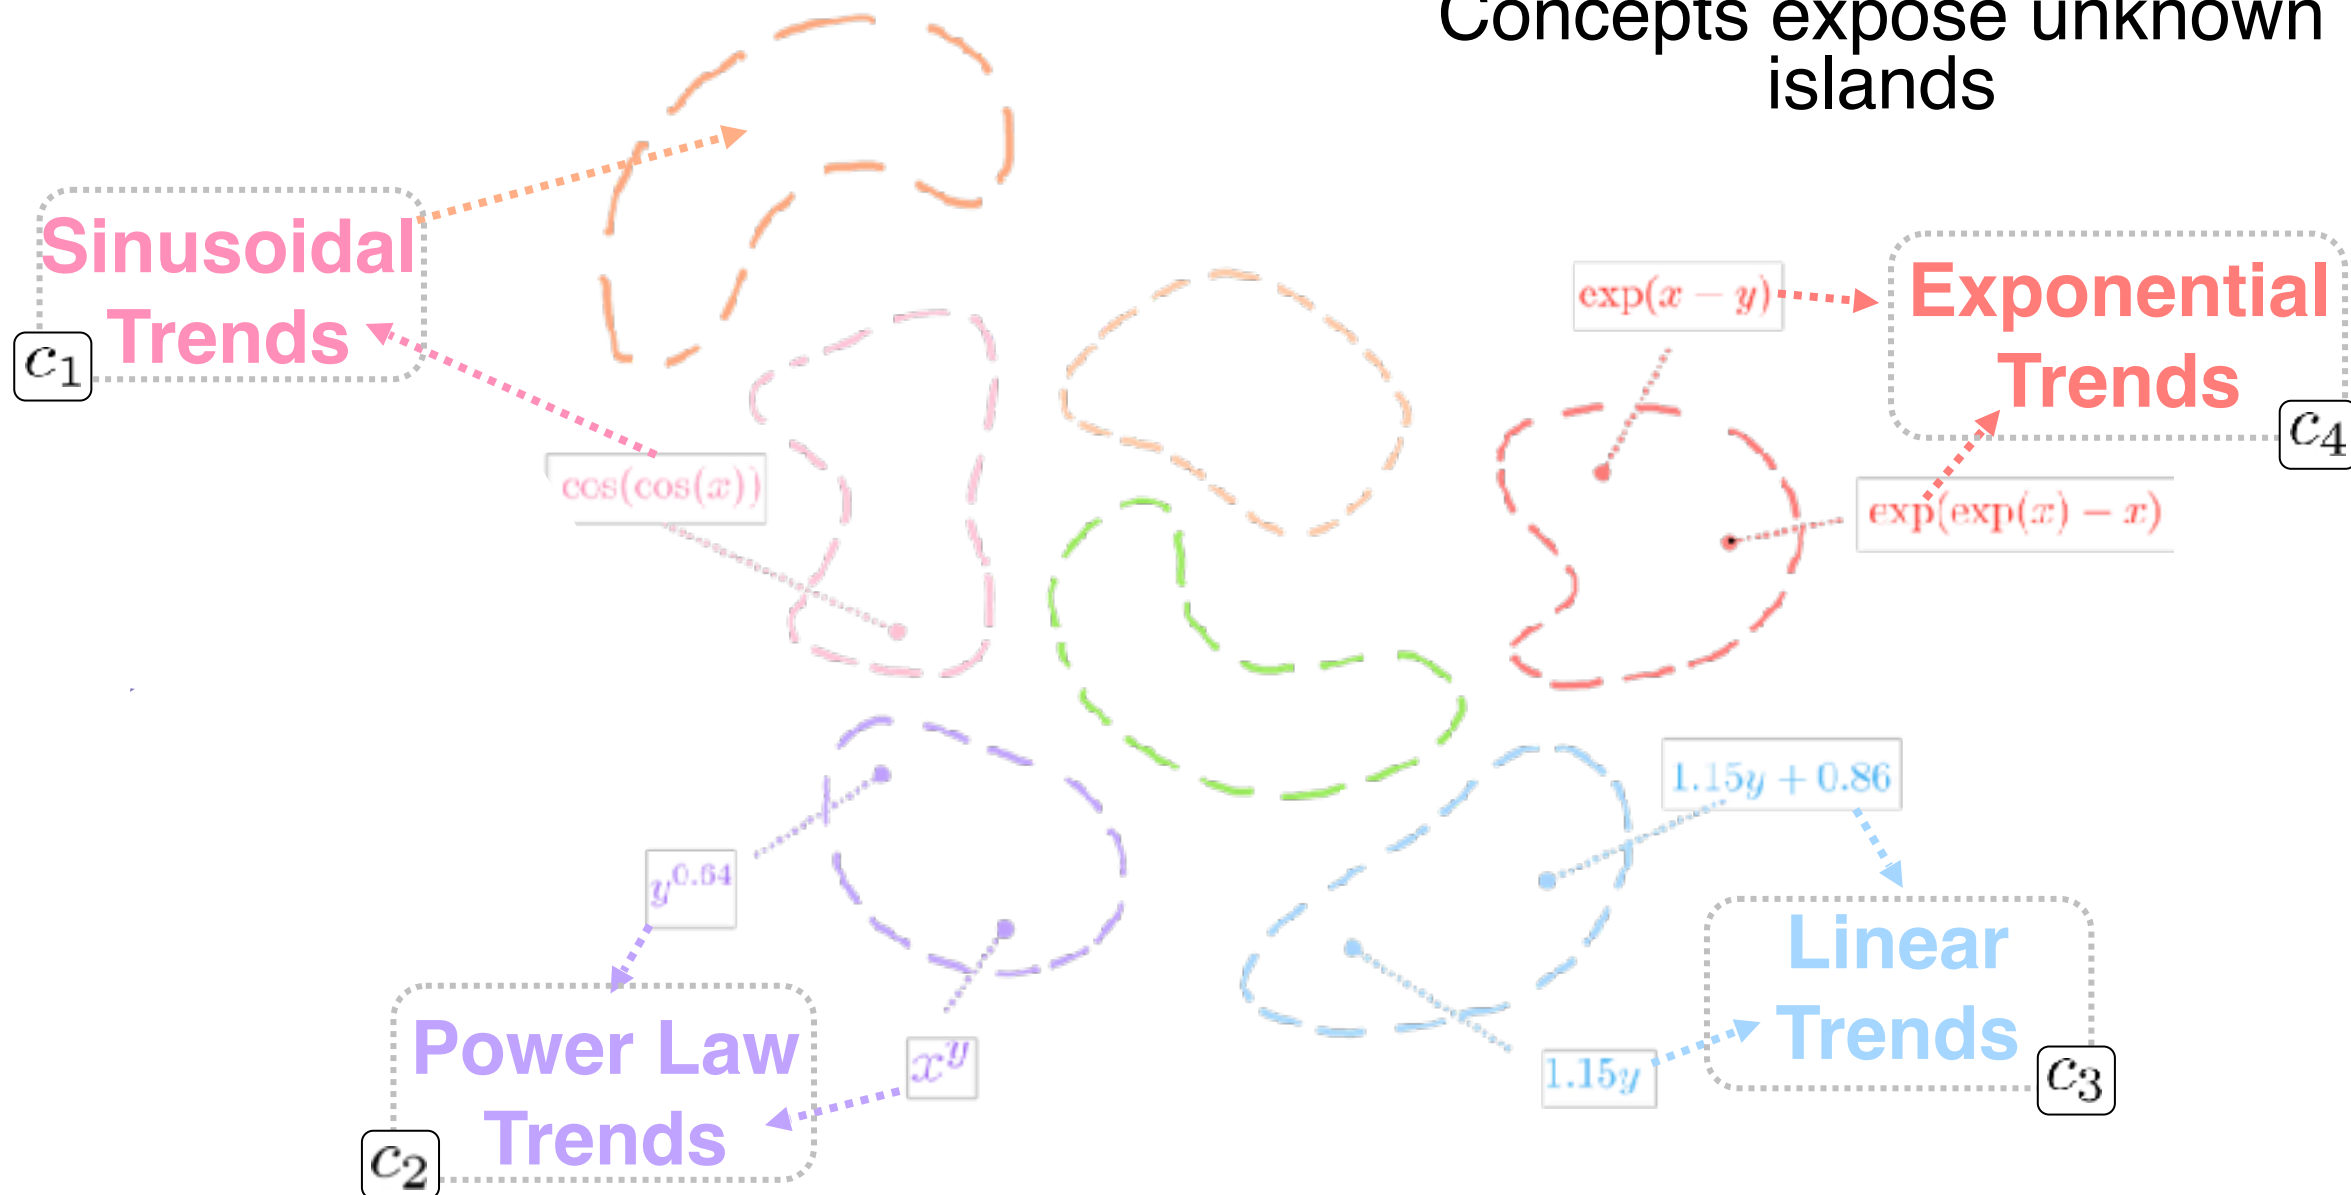 Concepts expose unknown
islands
Sinusoidal
Trends
c₁
exp(x − y)
Exponential
Trends
c₄
cos(cos(x))
exp(exp(x) − x)
1.15y + 0.86
y^0.64
Linear
Trends
c₃
Power Law
Trends
c₂
x^y
1.15y